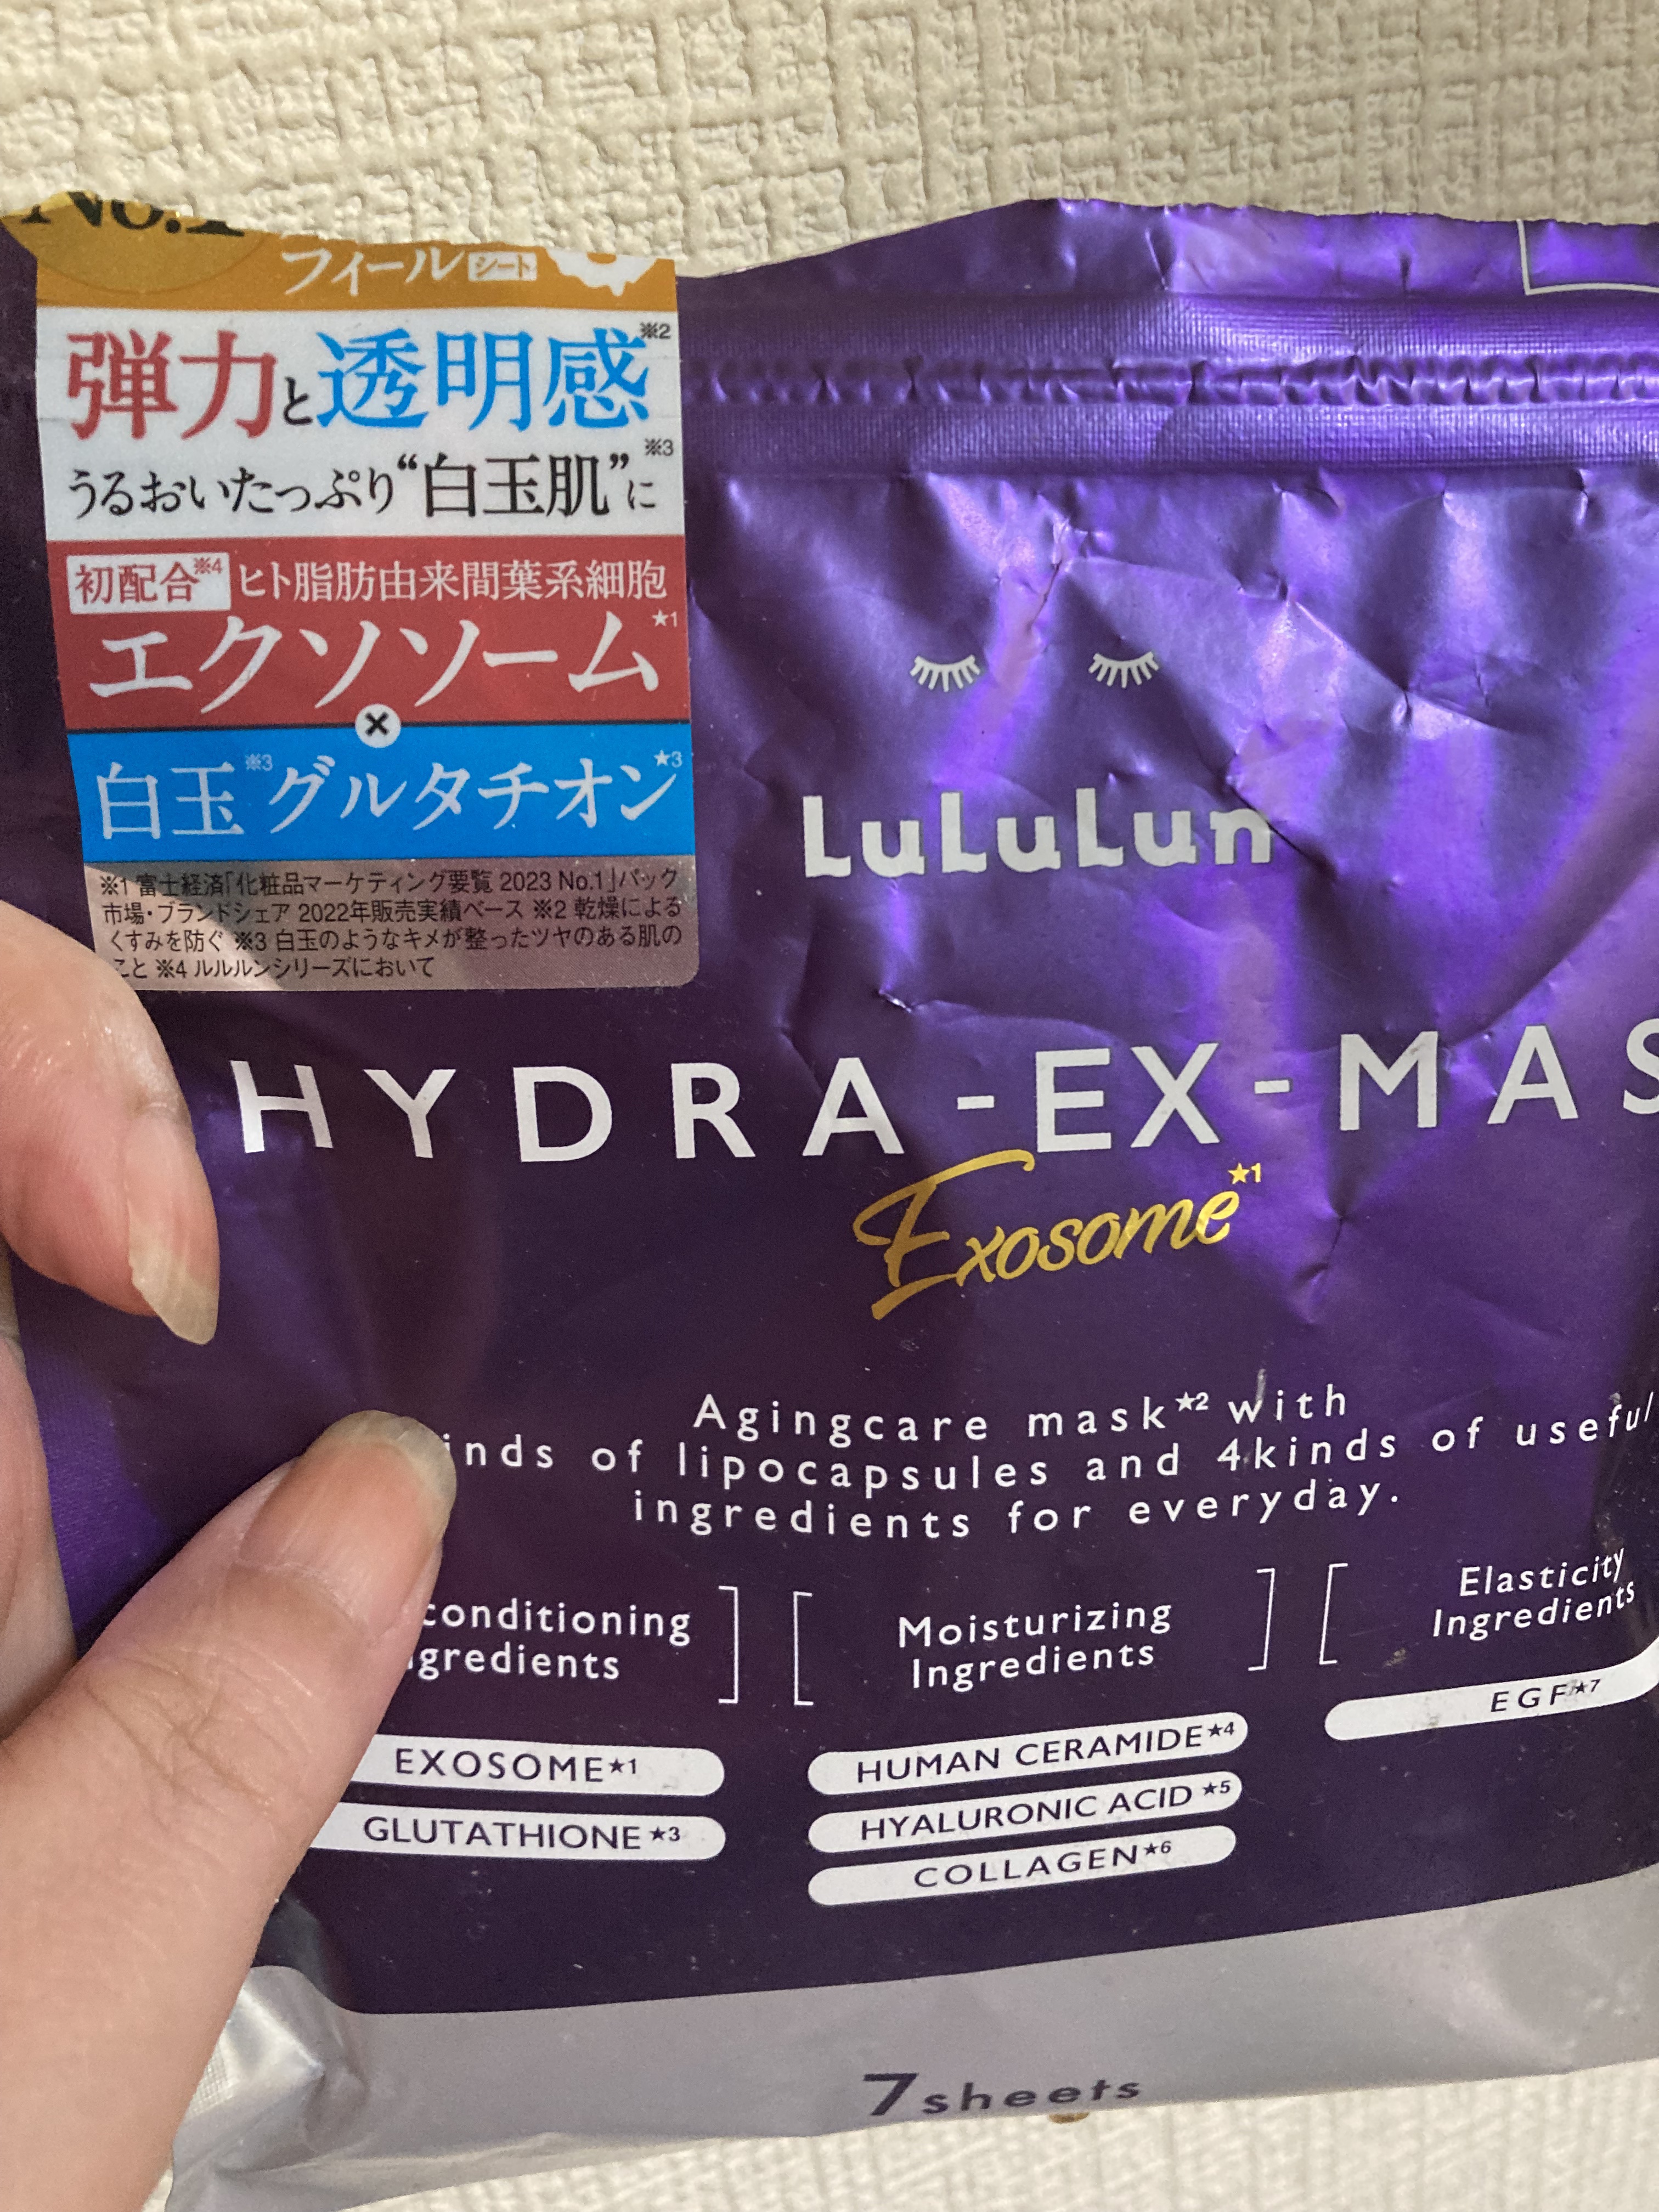 No.1
フィール シート
弾力と透明感※2
うるおいたっぷり“白玉肌”に※3
初配合※4 ヒト脂肪由来間葉系細胞
エクソソーム★1
×
白玉※3グルタチオン★3
※1 富士経済「化粧品マーケティング要覧 2023 No.1」パック
市場・ブランドシェア 2022年販売実績ベース ※2 乾燥による
くすみを防ぐ ※3 白玉のようなキメが整ったツヤのある肌の
こと ※4 ルルルンシリーズにおいて
LuLuLun
HYDRA-EX-MAS
Exosome★1
Agingcare mask★2 with
inds of lipocapsules and 4kinds of useful
ingredients for everyday.
conditioning
gredients
EXOSOME★1
GLUTATHIONE★3
Moisturizing
Ingredients
HUMAN CERAMIDE★4
HYALURONIC ACID★5
COLLAGEN★6
Elasticity
Ingredients
EGF★7
7sheets